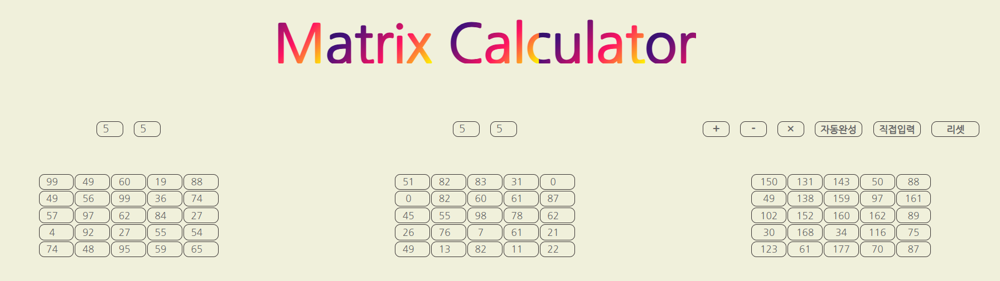 Matrix Calculator
5 5 5 5 + - × 자동완성 직접입력 리셋
99 49 60 19 88 51 82 83 31 0 150 131 143 50 88
49 56 99 36 74 0 82 60 61 87 49 138 159 97 161
57 97 62 84 27 45 55 98 78 62 102 152 160 162 89
4 92 27 55 54 26 76 7 61 21 30 168 34 116 75
74 48 95 59 65 49 13 82 11 22 123 61 177 70 87